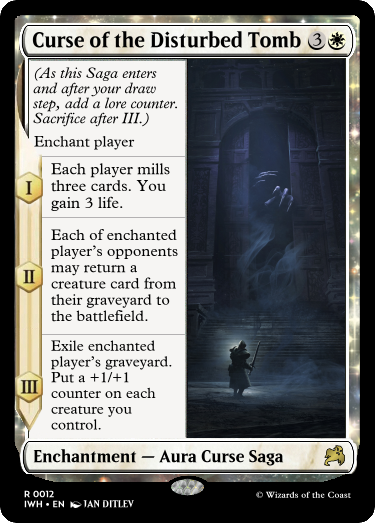 Curse of the Disturbed Tomb 3
(As this Saga enters
and after your draw
step, add a lore counter.
Sacrifice after III.)
Enchant player
I
Each player mills
three cards. You
gain 3 life.
II
Each of enchanted
player's opponents
may return a
creature card from
their graveyard to
the battlefield.
III
Exile enchanted
player's graveyard.
Put a +1/+1
counter on each
creature you
control.
Enchantment — Aura Curse Saga
R 0012
IWH • EN JAN DITLEV
© Wizards of the Coast